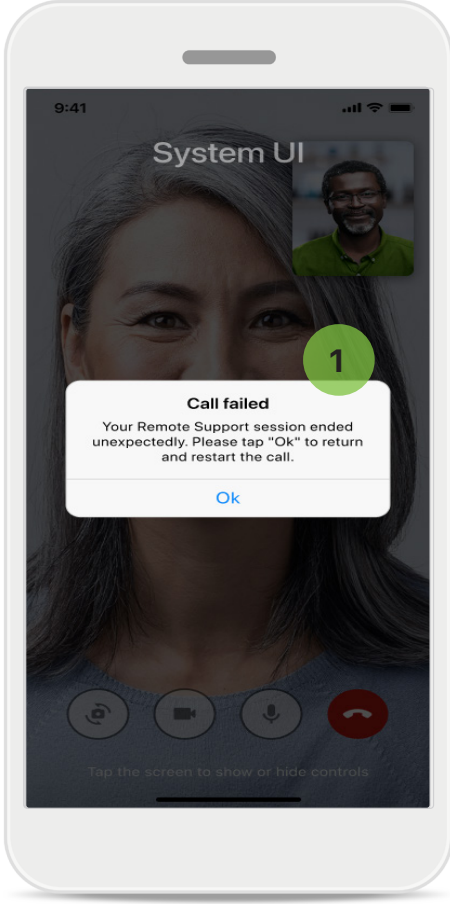 9:41
System UI
1
Call failed
Your Remote Support session ended
unexpectedly. Please tap "Ok" to return
and restart the call.
Ok
Tap the screen to show or hide controls